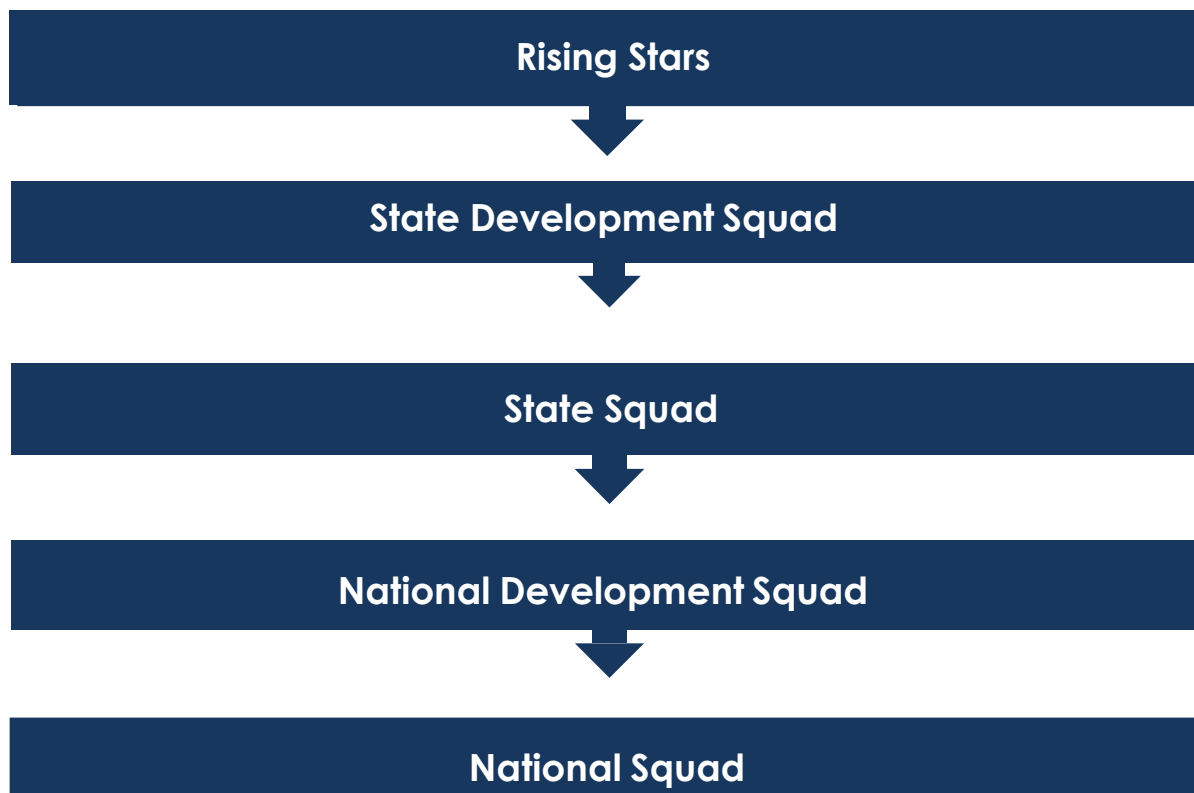 Rising Stars
State Development Squad
State Squad
National Development Squad
National Squad